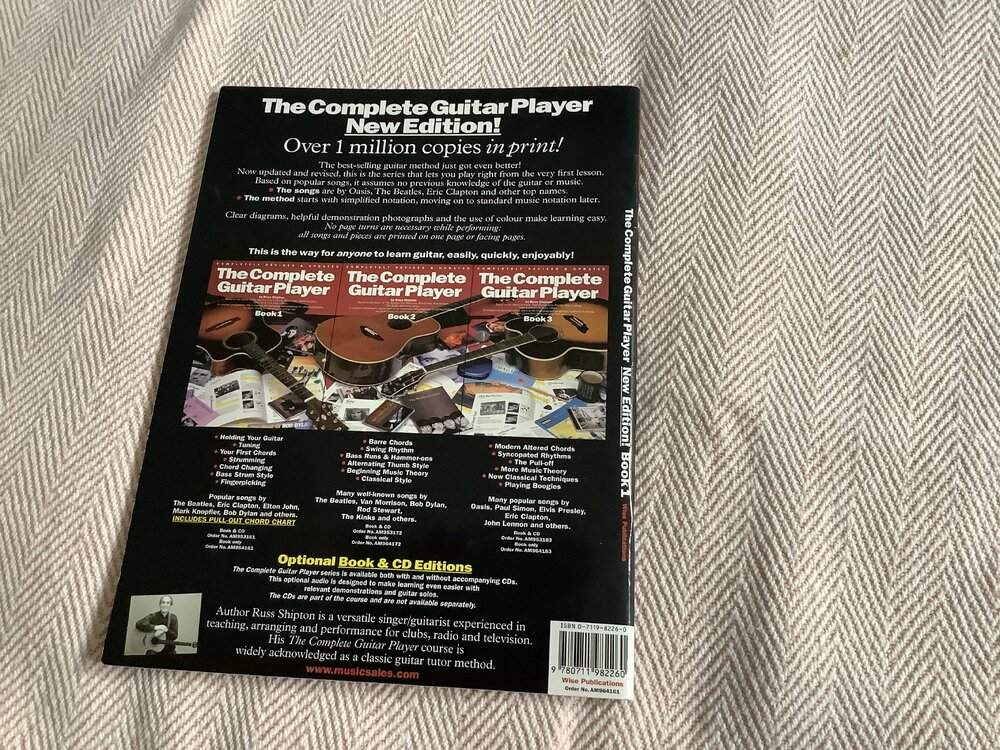 The Complete Guitar Player
New Edition!
Over 1 million copies in print!
The best-selling guitar method just got even better!
Now updated and revised, this is the series that lets you play right from the very first lesson.
Based on popular songs, it assumes no previous knowledge of the guitar or music.
• The songs are by Oasis, The Beatles, Eric Clapton and other top names.
• The method starts with simplified notation, moving on to standard music notation later.
Clear diagrams, helpful demonstration photographs and the use of colour make learning easy.
No page turns are necessary while performing:
all songs and pieces are printed on one page or facing pages.
This is the way for anyone to learn guitar, easily, quickly, enjoyably!
COMPLETELY REVISED & UPDATED
The Complete
Guitar Player
by Russ Shipton
Book 1
COMPLETELY REVISED & UPDATED
The Complete
Guitar Player
by Russ Shipton
Book 2
COMPLETELY REVISED & UPDATED
The Complete
Guitar Player
by Russ Shipton
Book 3
• Holding Your Guitar
• Tuning
• Your First Chords
• Strumming
• Chord Changing
• Bass Strum Style
• Fingerpicking
Popular songs by
The Beatles, Eric Clapton, Elton John,
Mark Knopfler, Bob Dylan and others.
INCLUDES PULL-OUT CHORD CHART
Book & CD
Order No. AM953161
Book only
Order No. AM964161
• Barre Chords
• Swing Rhythm
• Bass Runs & Hammer-ons
• Alternating Thumb Style
• Beginning Music Theory
• Classical Style
Many well-known songs by
The Beatles, Van Morrison, Bob Dylan,
Rod Stewart,
The Kinks and others.
Book & CD
Order No. AM953172
Book only
Order No. AM964172
• Modern Altered Chords
• Syncopated Rhythms
• The Pull-off
• More Music Theory
• New Classical Techniques
• Playing Boogies
Many popular songs by
Oasis, Paul Simon, Elvis Presley,
Eric Clapton,
John Lennon and others.
Book & CD
Order No. AM953183
Book only
Order No. AM964183
Optional Book & CD Editions
The Complete Guitar Player series is available both with and without accompanying CDs.
This optional audio is designed to make learning even easier with
relevant demonstrations and guitar solos.
The CDs are part of the course and are not available separately.
Author Russ Shipton is a versatile singer/guitarist experienced in
teaching, arranging and performance for clubs, radio and television.
His The Complete Guitar Player course is
widely acknowledged as a classic guitar tutor method.
www.musicsales.com
ISBN 0-7119-8226-0
9 780711 982260
Wise Publications
Order No. AM964161
The Complete Guitar Player New Edition! Book 1 Wise Publications